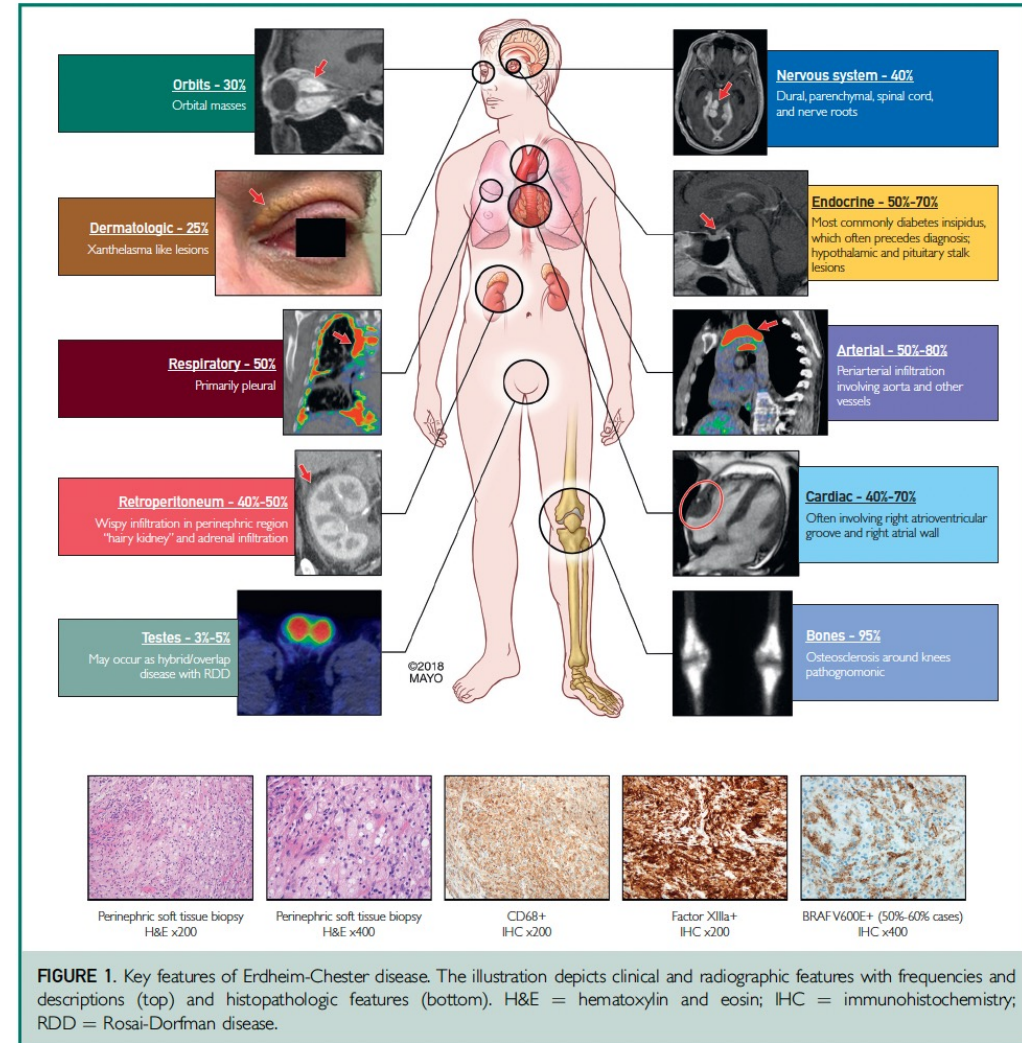 Orbits - 30%
Orbital masses
Nervous system - 40%
Dural, parenchymal, spinal cord,
and nerve roots
Dermatologic - 25%
Xanthelasma like lesions
Endocrine - 50%-70%
Most commonly diabetes insipidus,
which often precedes diagnosis;
hypothalamic and pituitary stalk
lesions
Respiratory - 50%
Primarily pleural
Arterial - 50%-80%
Periarterial infiltration
involving aorta and other
vessels
Retroperitoneum - 40%-50%
Wispy infiltration in perinephric region
"hairy kidney" and adrenal infiltration
Cardiac - 40%-70%
Often involving right atrioventricular
groove and right atrial wall
Testes - 3%-5%
May occur as hybrid/overlap
disease with RDD
©2018
MAYO
Bones - 95%
Osteosclerosis around knees
pathognomonic
Perinephric soft tissue biopsy
H&E x200
Perinephric soft tissue biopsy
H&E x400
CD68+
IHC x200
Factor XIIIa+
IHC x200
BRAF V600E+ (50%-60% cases)
IHC x400
FIGURE 1. Key features of Erdheim-Chester disease. The illustration depicts clinical and radiographic features with frequencies and
descriptions (top) and histopathologic features (bottom). H&E = hematoxylin and eosin; IHC = immunohistochemistry;
RDD = Rosai-Dorfman disease.